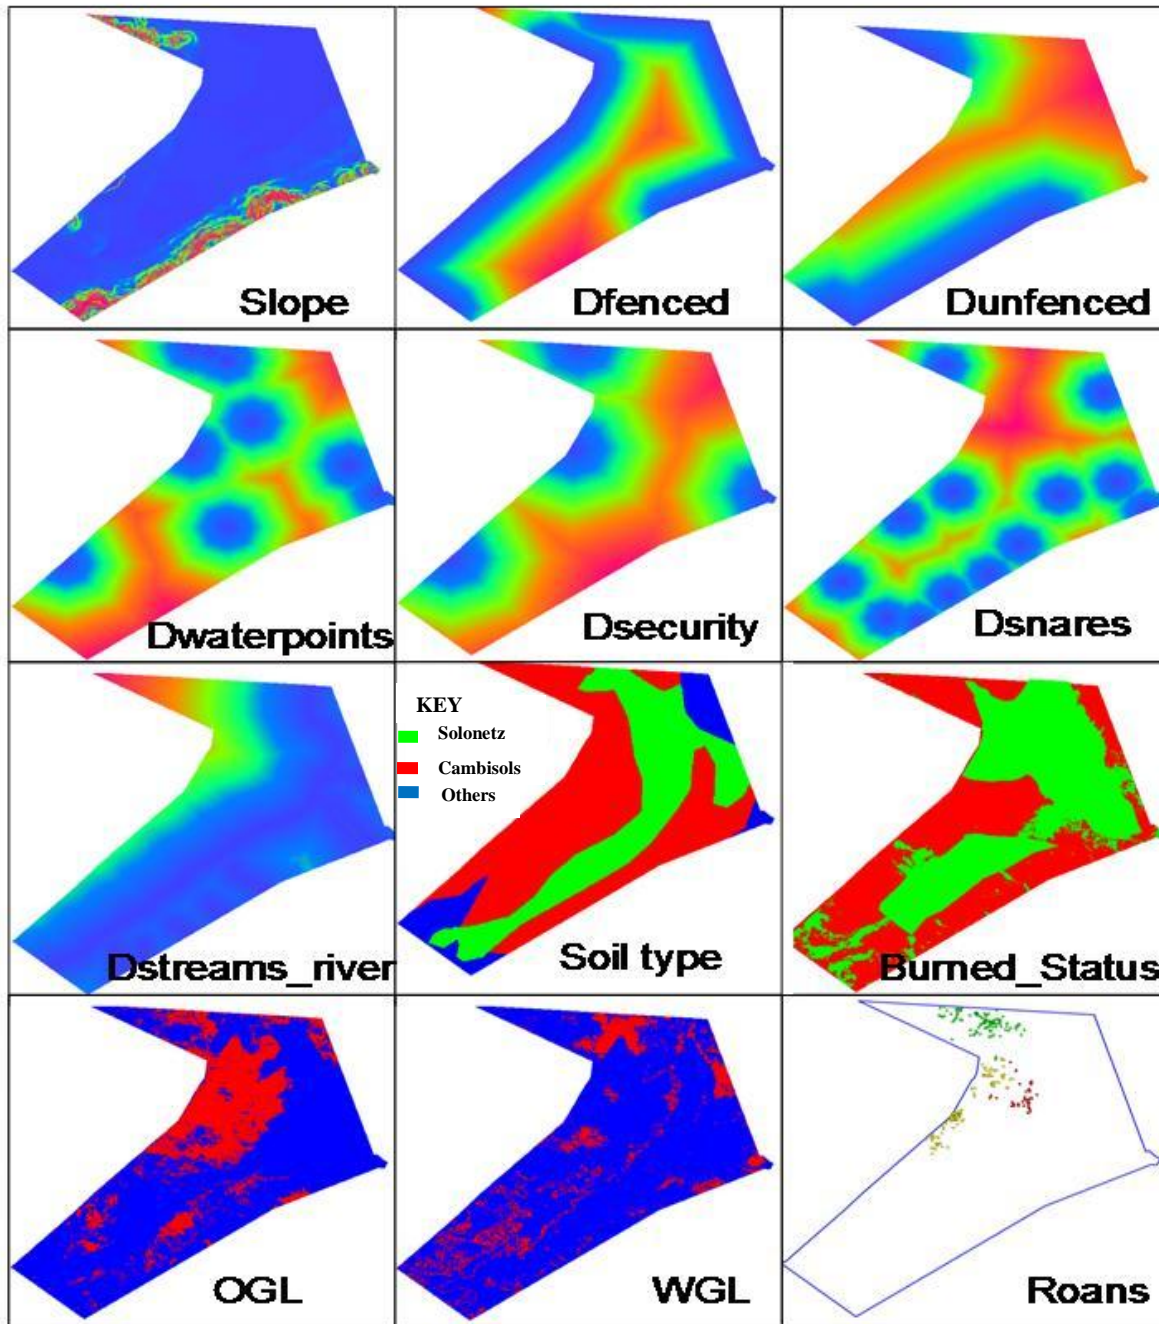 Slope
Dfenced
Dunfenced
Dwaterpoints
Dsecurity
Dsnares
Dstreams_river
KEY
Solonetz
Cambisols
Others
Soil type
Burned_Status
OGL
WGL
Roans